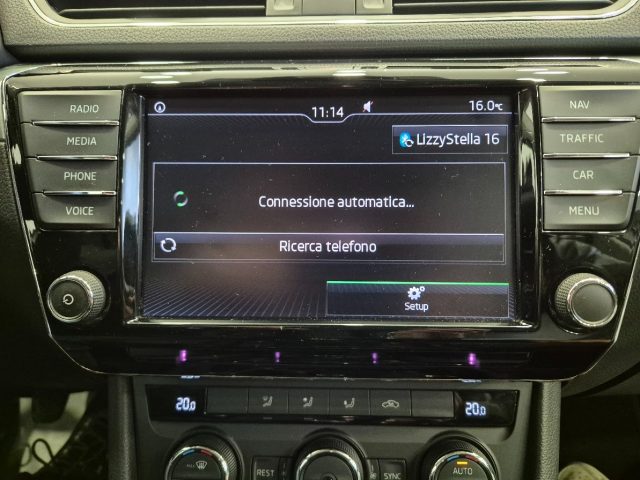 11:14
16.0°C
LizzyStella 16
Connessione automatica...
Ricerca telefono
Setup
RADIO
MEDIA
PHONE
VOICE
NAV
TRAFFIC
CAR
MENU
20.0
20.0
MAX
REST
SYNC
AUTO